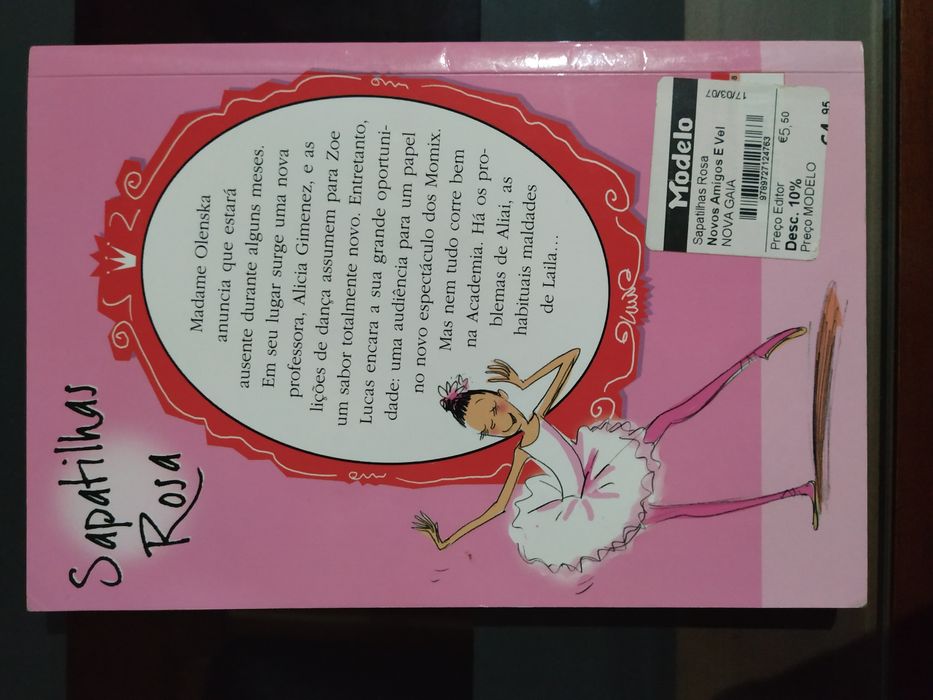 Sapatilhas
Rosa
Madame Olenska
anuncia que estará
ausente durante alguns meses.
Em seu lugar surge uma nova
professora, Alicia Gimenez, e as
lições de dança assumem para Zoe
um sabor totalmente novo. Entretanto,
Lucas encara a sua grande oportuni-
dade: uma audiência para um papel
no novo espectáculo dos Momix.
Mas nem tudo corre bem
na Academia. Há os pro-
blemas de Aliai, as
habituais maldades
de Laila....
Modelo
17/03/07
Sapatilhas Rosa
Novos Amigos E Vel
NOVA GAIA
9789727124763
Preço Editor €5,50
Desc. 10%
Preço MODELO €4,95